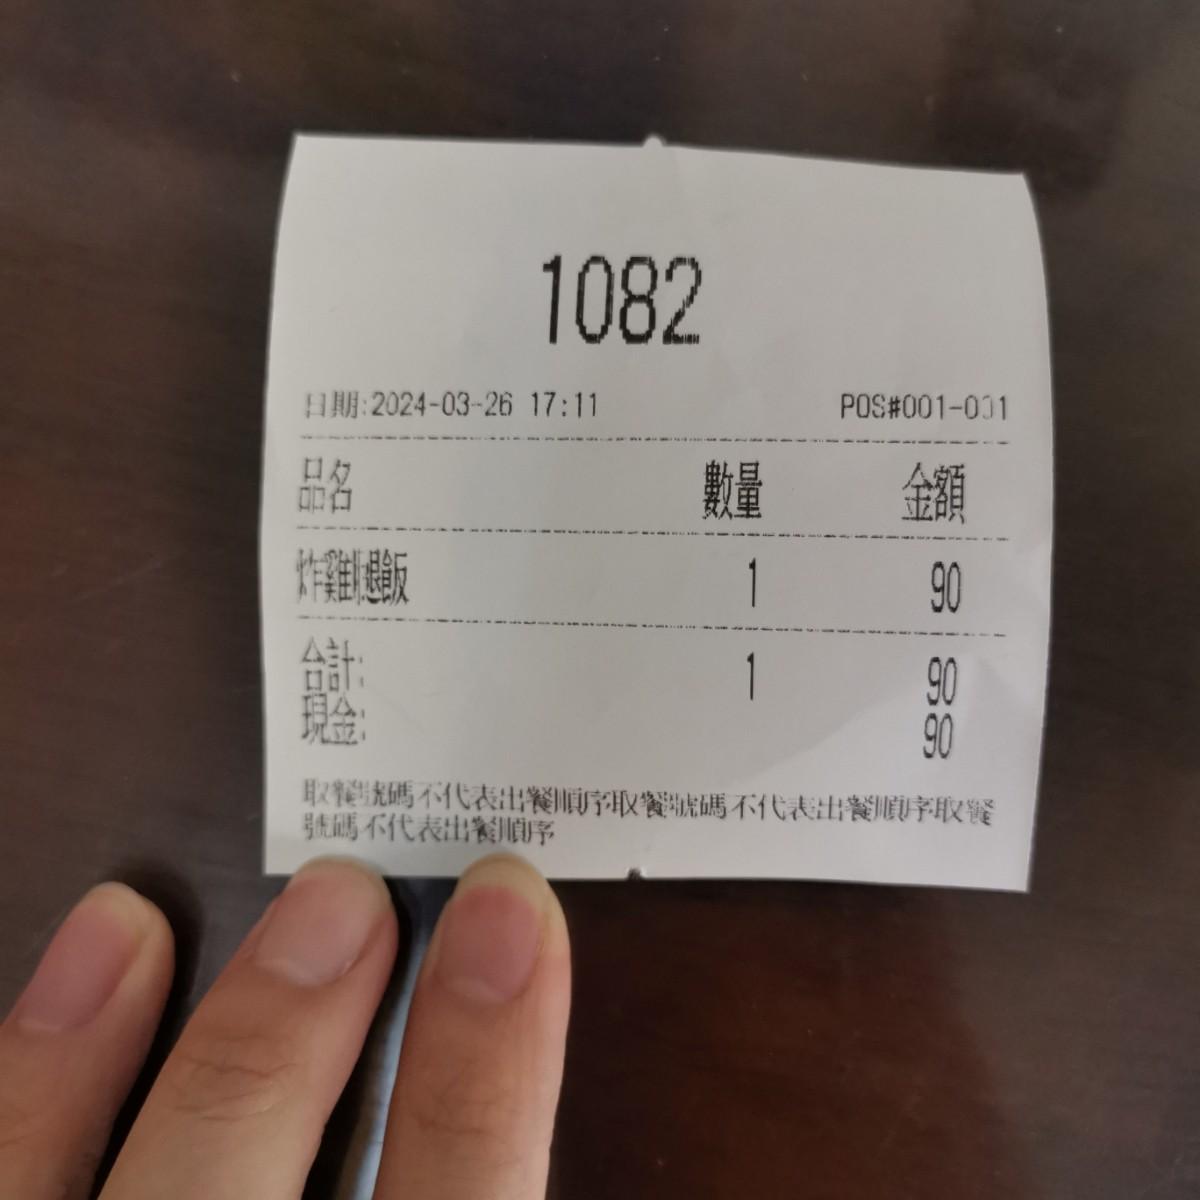 1082
日期:2024-03-26 17:11 POS#001-001
品名 數量 金額
炸雞腿飯 1 90
合計: 1 90
現金: 90
取餐號碼不代表出餐順序取餐號碼不代表出餐順序取餐
號碼不代表出餐順序